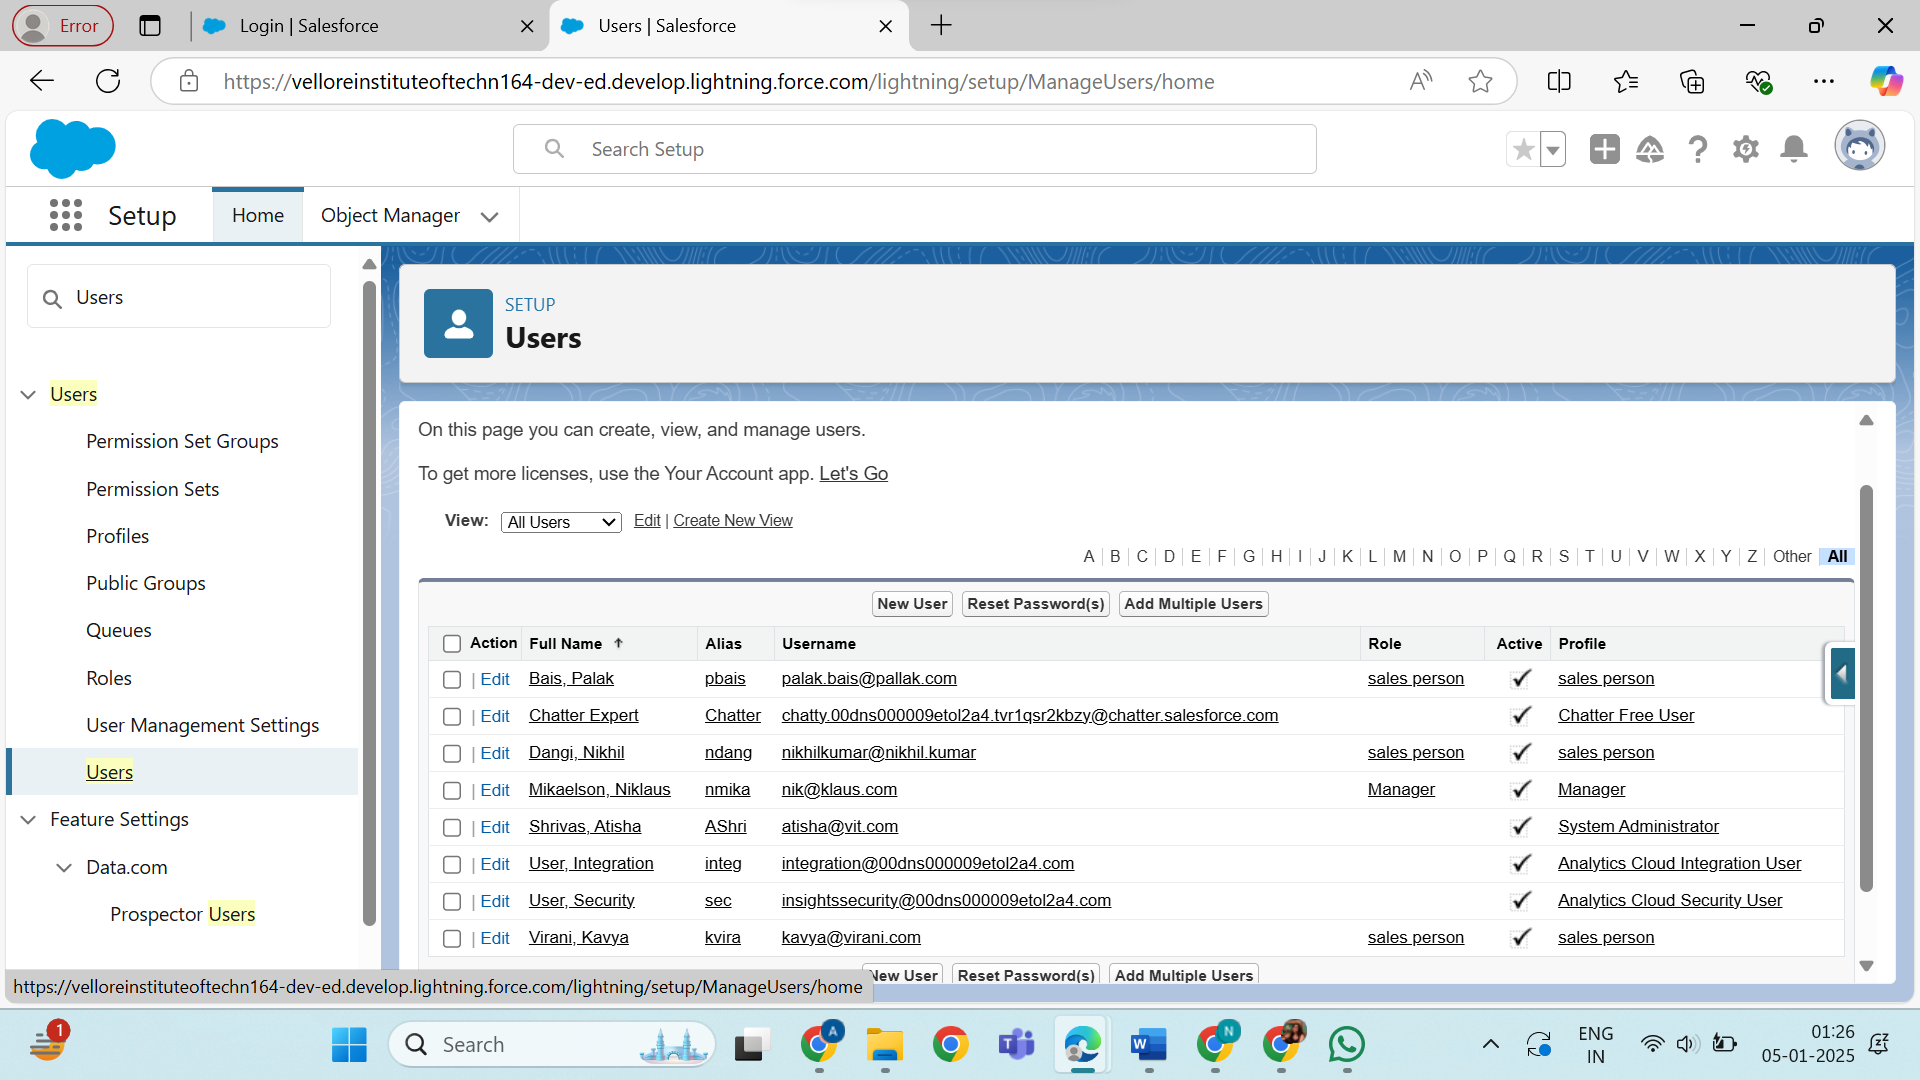 Error
Login | Salesforce
Users | Salesforce
https://velloreinstituteoftechn164-dev-ed.develop.lightning.force.com/lightning/setup/ManageUsers/home
Search Setup
Setup
Home
Object Manager
Users
Users
Permission Set Groups
Permission Sets
Profiles
Public Groups
Queues
Roles
User Management Settings
Users
Feature Settings
Data.com
Prospector Users
SETUP
Users
On this page you can create, view, and manage users.
To get more licenses, use the Your Account app. Let's Go
View: All Users Edit | Create New View
A | B | C | D | E | F | G | H | I | J | K | L | M | N | O | P | Q | R | S | T | U | V | W | X | Y | Z | Other All
New User Reset Password(s) Add Multiple Users
Action Full Name ↑ Alias Username Role Active Profile
| Edit Bais, Palak pbais palak.bais@pallak.com sales person ✓ sales person
| Edit Chatter Expert Chatter chatty.00dns000009etol2a4.tvr1qsr2kbzy@chatter.salesforce.com ✓ Chatter Free User
| Edit Dangi, Nikhil ndang nikhilkumar@nikhil.kumar sales person ✓ sales person
| Edit Mikaelson, Niklaus nmika nik@klaus.com Manager ✓ Manager
| Edit Shrivas, Atisha AShri atisha@vit.com ✓ System Administrator
| Edit User, Integration integ integration@00dns000009etol2a4.com ✓ Analytics Cloud Integration User
| Edit User, Security sec insightssecurity@00dns000009etol2a4.com ✓ Analytics Cloud Security User
| Edit Virani, Kavya kvira kavya@virani.com sales person ✓ sales person
New User Reset Password(s) Add Multiple Users
https://velloreinstituteoftechn164-dev-ed.develop.lightning.force.com/lightning/setup/ManageUsers/home
1
Search
A
T
W
N
ENG
IN
01:26
05-01-2025